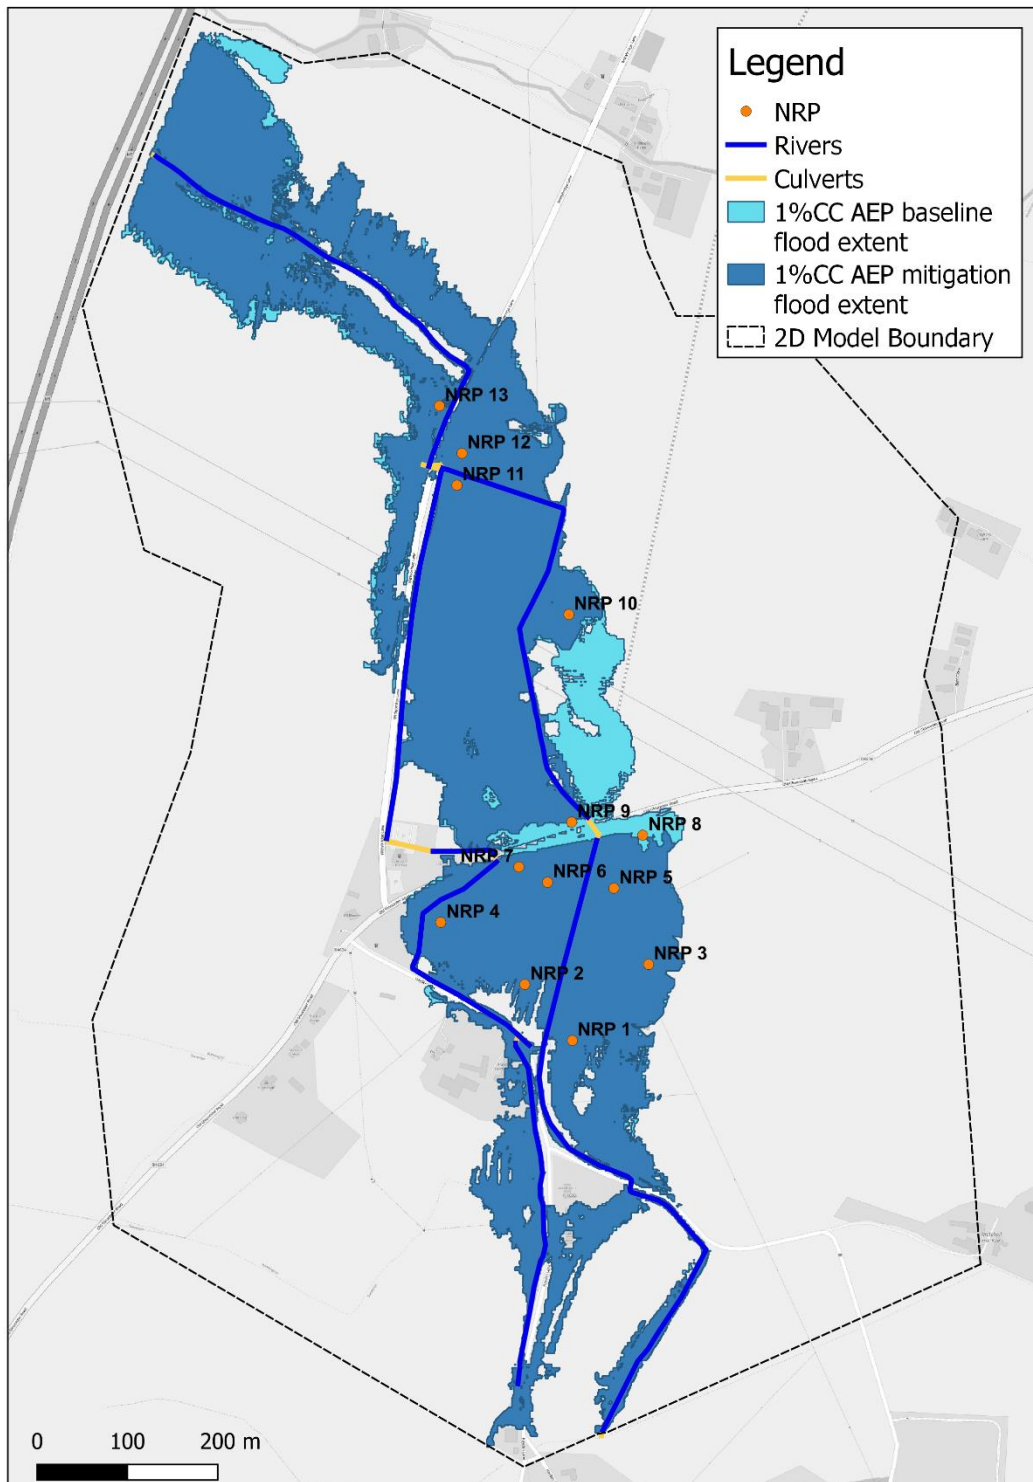 Legend
NRP
Rivers
Culverts
1%CC AEP baseline
flood extent
1%CC AEP mitigation
flood extent
2D Model Boundary
NRP 13
NRP 12
NRP 11
NRP 10
NRP 9
NRP 8
NRP 7
NRP 6
NRP 5
NRP 4
NRP 3
NRP 2
NRP 1
0 100 200 m